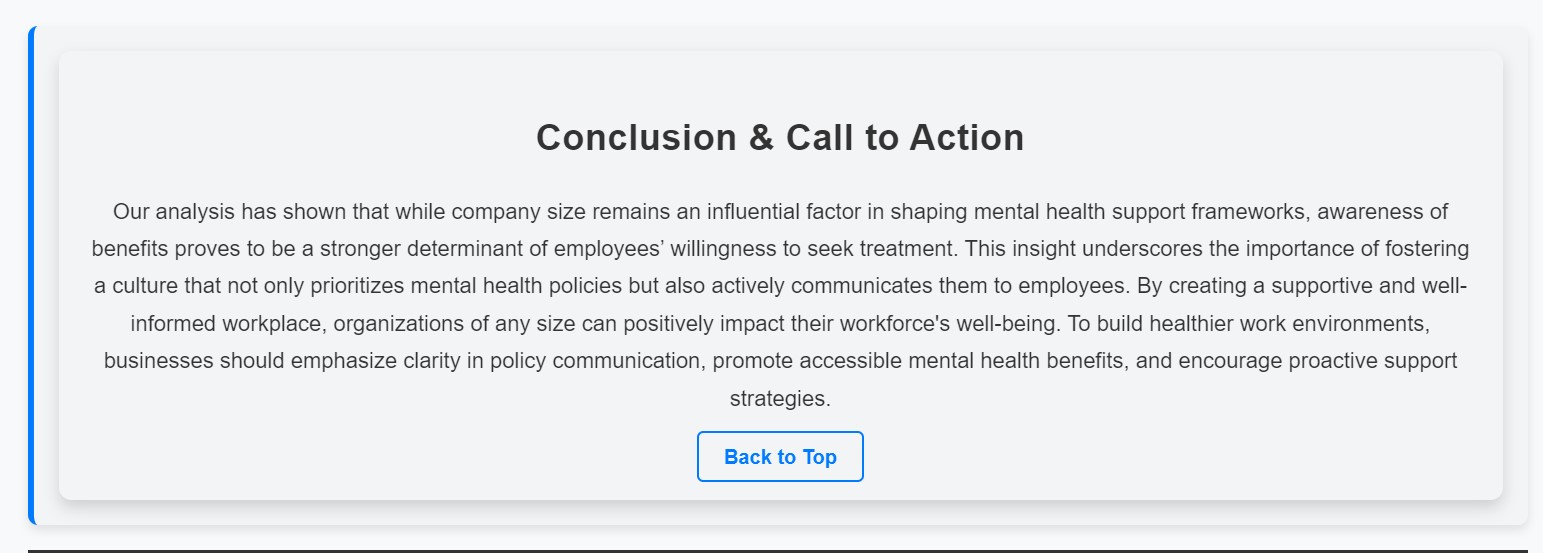 Conclusion & Call to Action
Our analysis has shown that while company size remains an influential factor in shaping mental health support frameworks, awareness of
benefits proves to be a stronger determinant of employees’ willingness to seek treatment. This insight underscores the importance of fostering
a culture that not only prioritizes mental health policies but also actively communicates them to employees. By creating a supportive and well-
informed workplace, organizations of any size can positively impact their workforce's well-being. To build healthier work environments,
businesses should emphasize clarity in policy communication, promote accessible mental health benefits, and encourage proactive support
strategies.
Back to Top